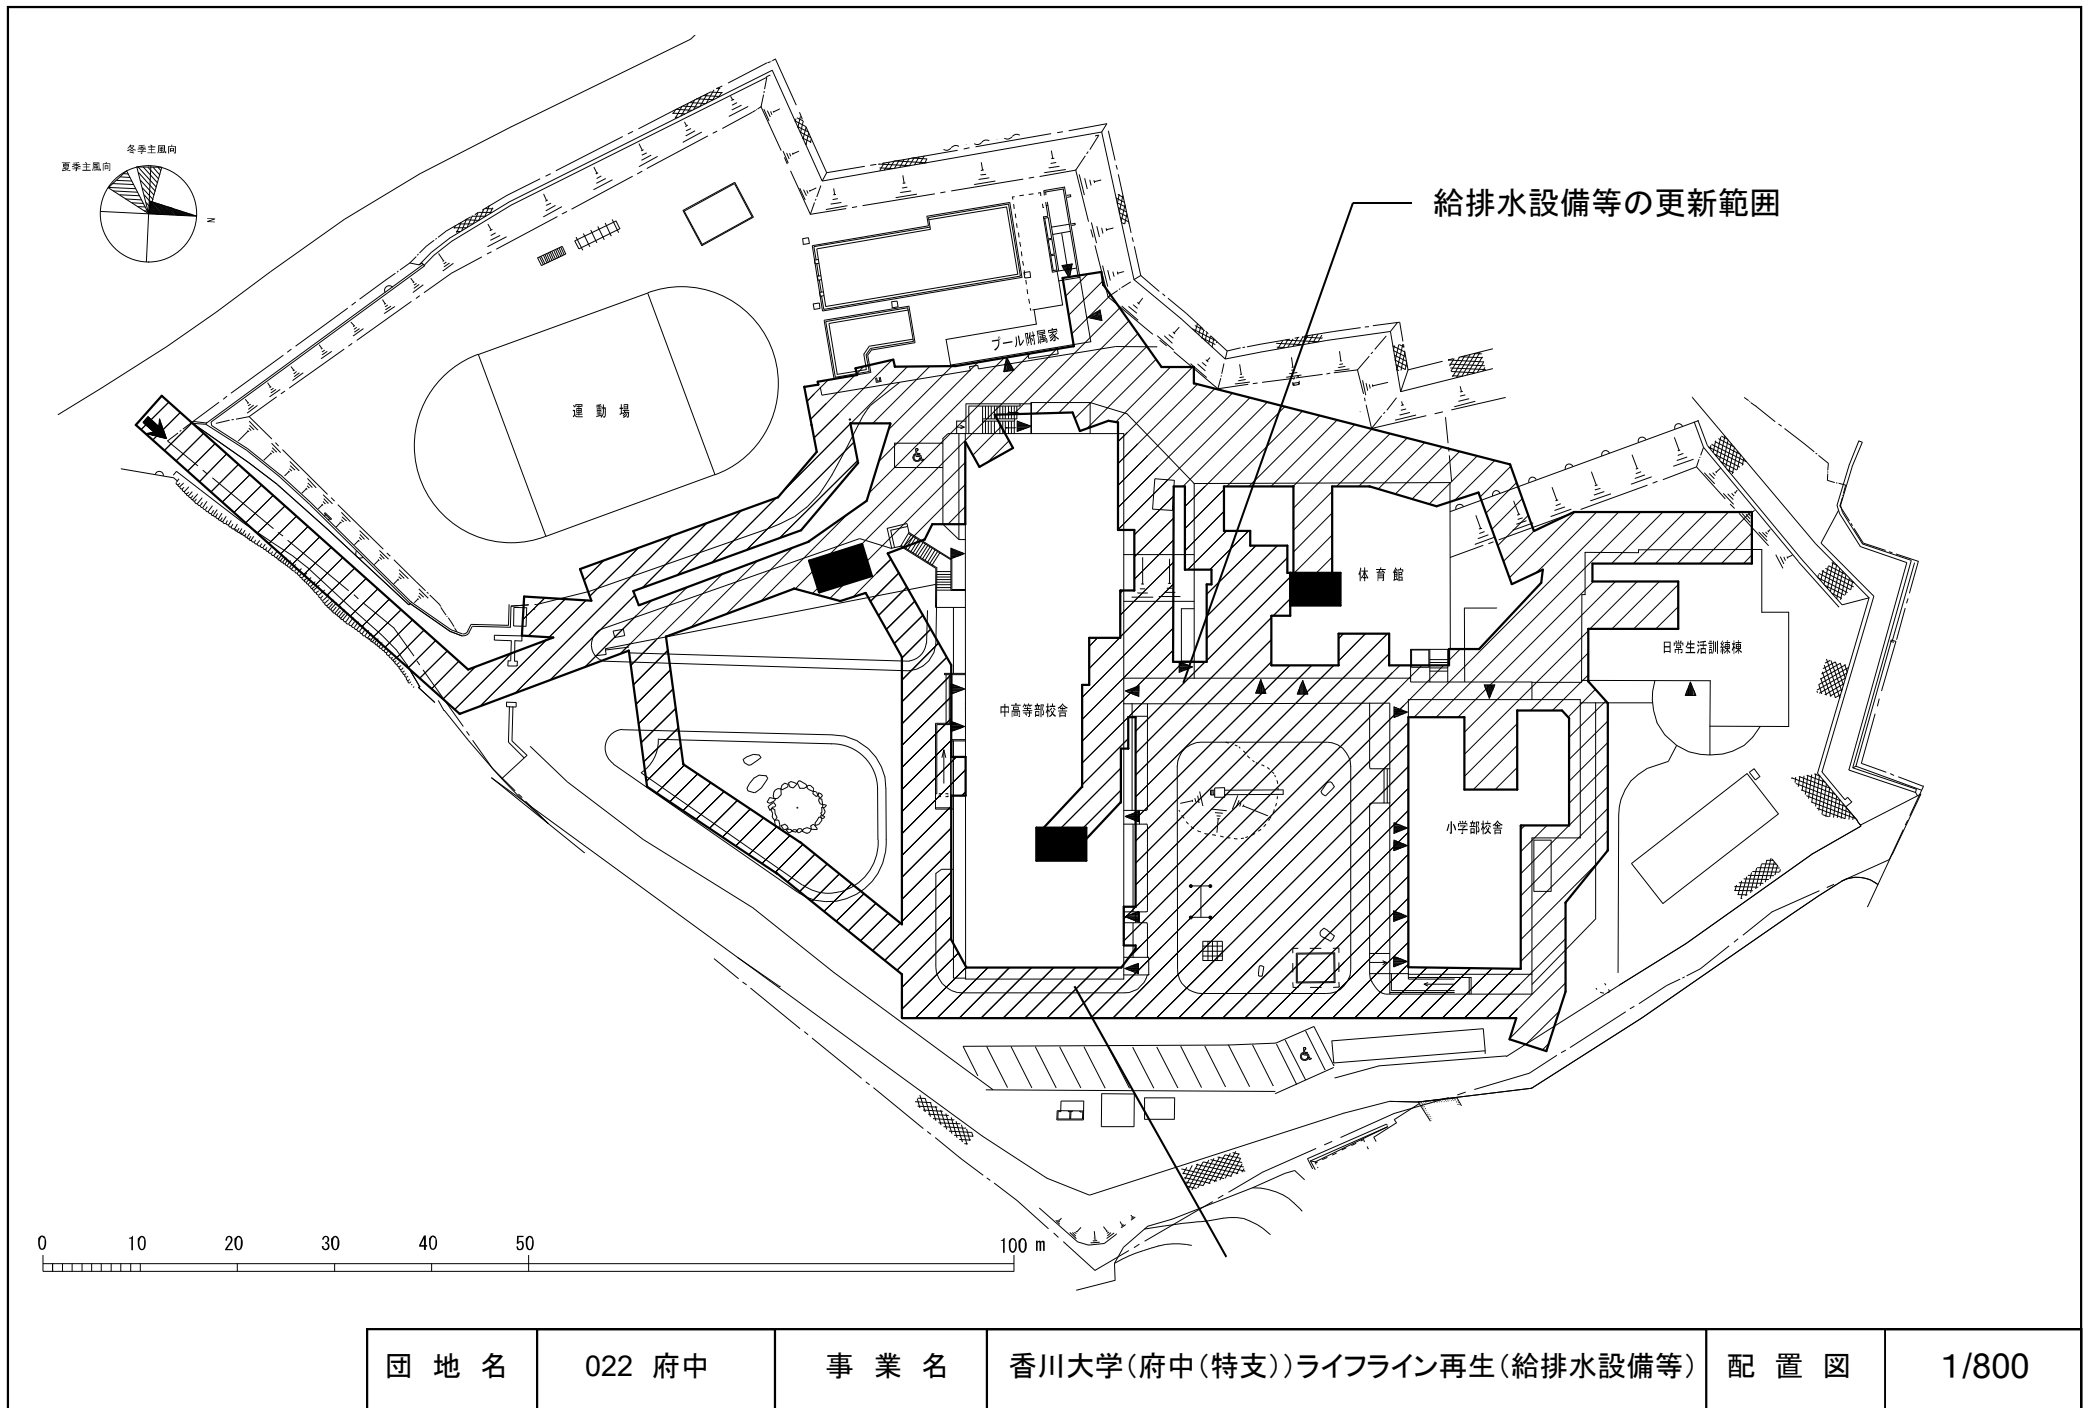 冬季主風向
夏季主風向
N
給排水設備等の更新範囲
プール附属家
運 動 場
体 育 館
日常生活訓練棟
中高等部校舎
小学部校舎
0 10 20 30 40 50 100 m
団 地 名 022 府中 事 業 名 香川大学(府中(特支))ライフライン再生(給排水設備等) 配 置 図 1/800